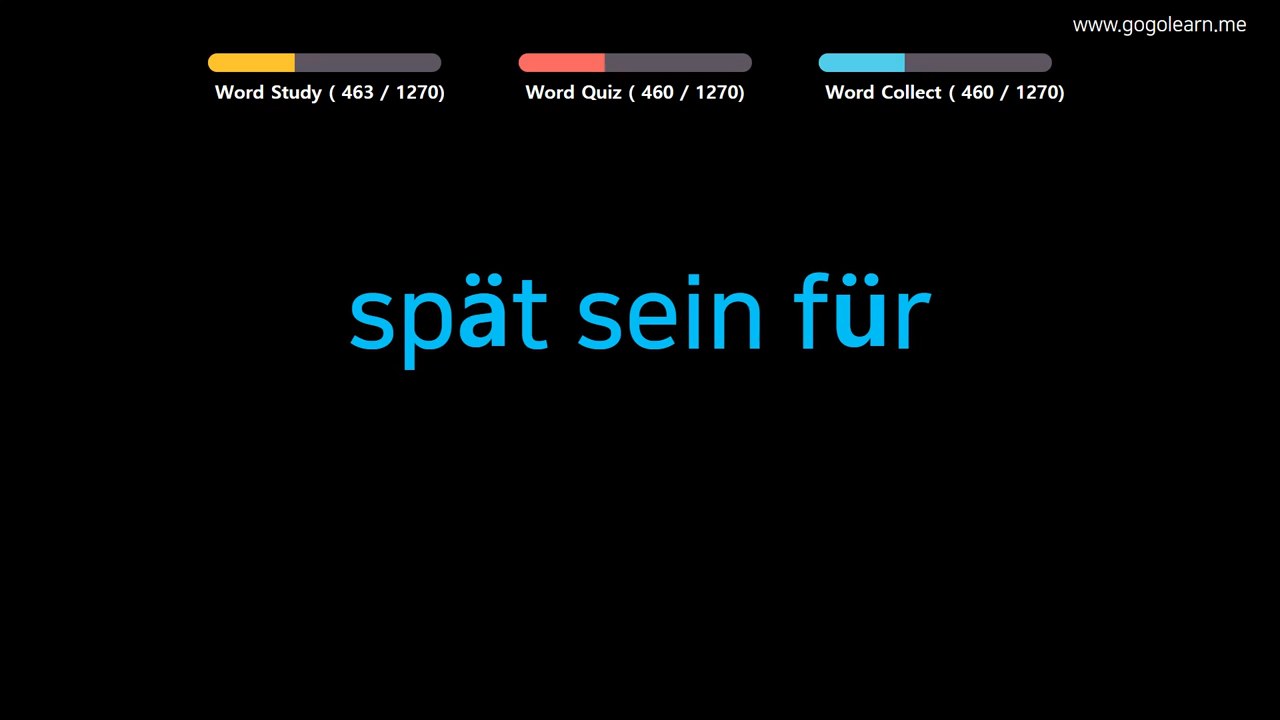 www.gogolearn.me
Word Study ( 463 / 1270)
Word Quiz ( 460 / 1270)
Word Collect ( 460 / 1270)
spät sein für